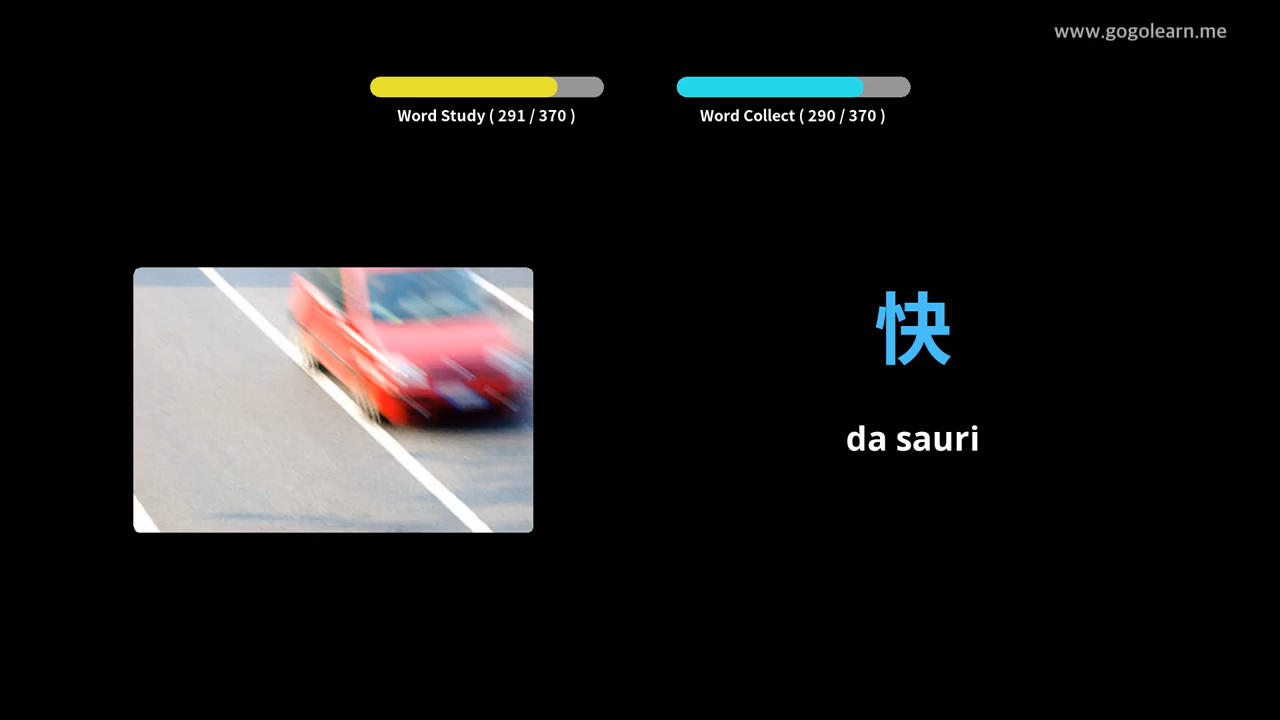 www.gogolearn.me
Word Study ( 291 / 370 )
Word Collect ( 290 / 370 )
快
da sauri